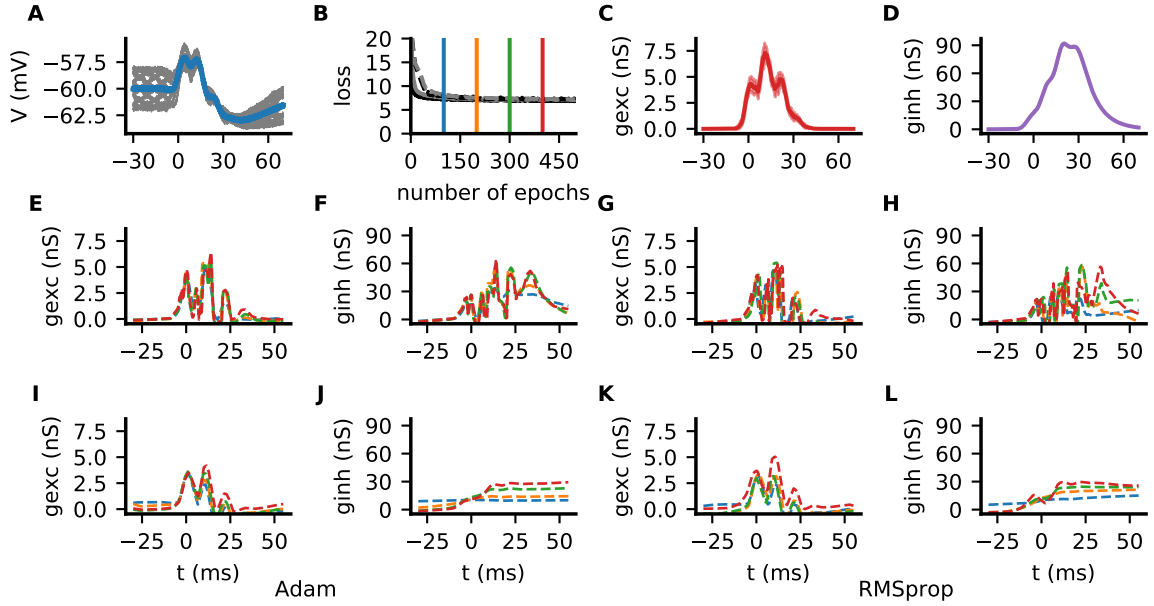 A
B
C
D
V (mV)
−57.5
−60.0
−62.5
−30 0 30 60
loss
20
15
10
5
0
0 150 300 450
number of epochs
gexc (nS)
7.5
5.0
2.5
0.0
−30 0 30 60
ginh (nS)
90
60
30
0
−30 0 30 60
E
F
G
H
gexc (nS)
7.5
5.0
2.5
0.0
−25 0 25 50
ginh (nS)
90
60
30
0
−25 0 25 50
gexc (nS)
7.5
5.0
2.5
0.0
−25 0 25 50
ginh (nS)
90
60
30
0
−25 0 25 50
I
J
K
L
gexc (nS)
7.5
5.0
2.5
0.0
−25 0 25 50
t (ms)
ginh (nS)
90
60
30
0
−25 0 25 50
t (ms)
gexc (nS)
7.5
5.0
2.5
0.0
−25 0 25 50
t (ms)
ginh (nS)
90
60
30
0
−25 0 25 50
t (ms)
Adam
RMSprop